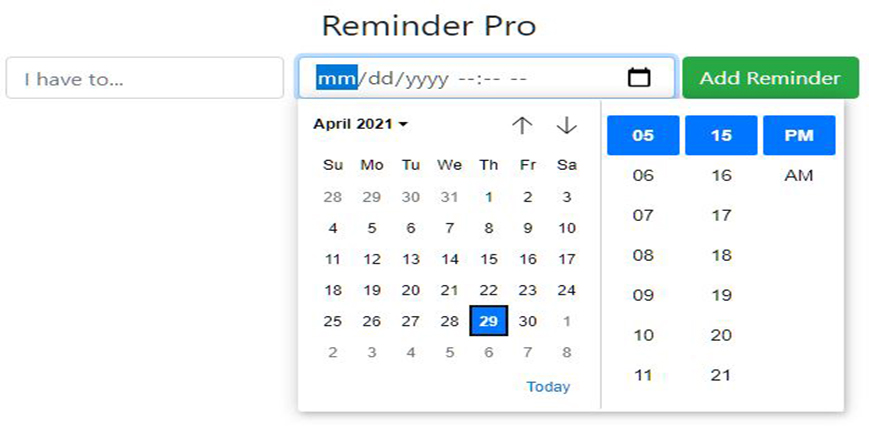 Reminder Pro
I have to... mm/dd/yyyy --:-- -- Add Reminder
April 2021
Su Mo Tu We Th Fr Sa
28 29 30 31 1 2 3
4 5 6 7 8 9 10
11 12 13 14 15 16 17
18 19 20 21 22 23 24
25 26 27 28 29 30 1
2 3 4 5 6 7 8
Today
05 15 PM
06 16 AM
07 17
08 18
09 19
10 20
11 21